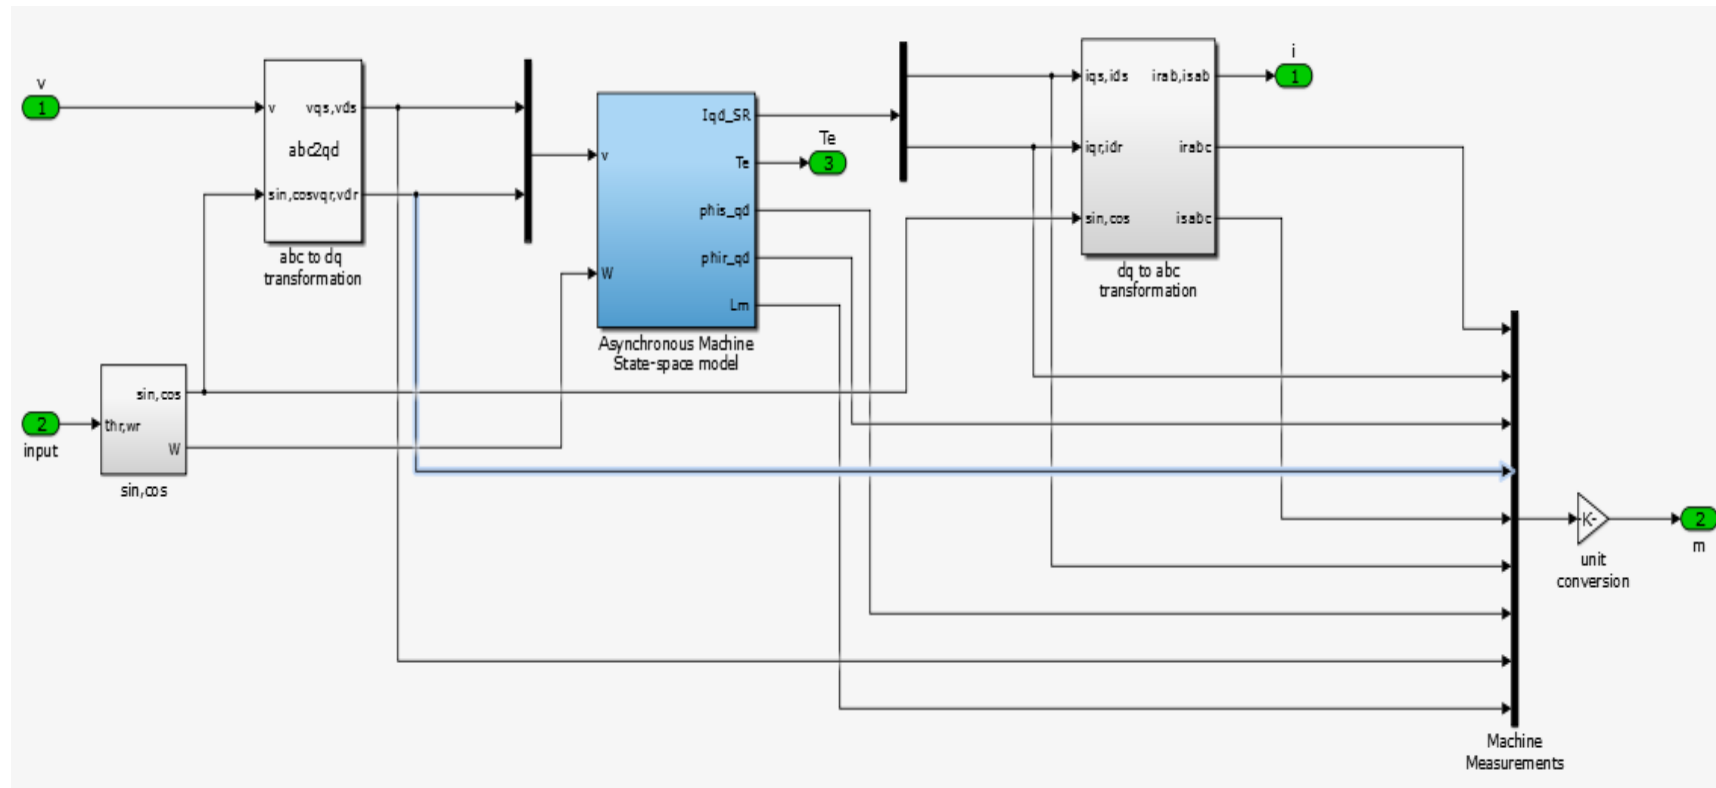 v
1
v
vqs,vds
abc2qd
sin,cosvqr,vdr
abc to dq
transformation
2
input
sin,cos
thr,wr
W
sin,cos
v
W
Iqd_SR
Te
phis_qd
phir_qd
Lm
Asynchronous Machine
State-space model
Te
3
iqs,ids
irab,isab
iqr,idr
irabc
sin,cos
isabc
dq to abc
transformation
i
1
Machine
Measurements
-K-
unit
conversion
2
m